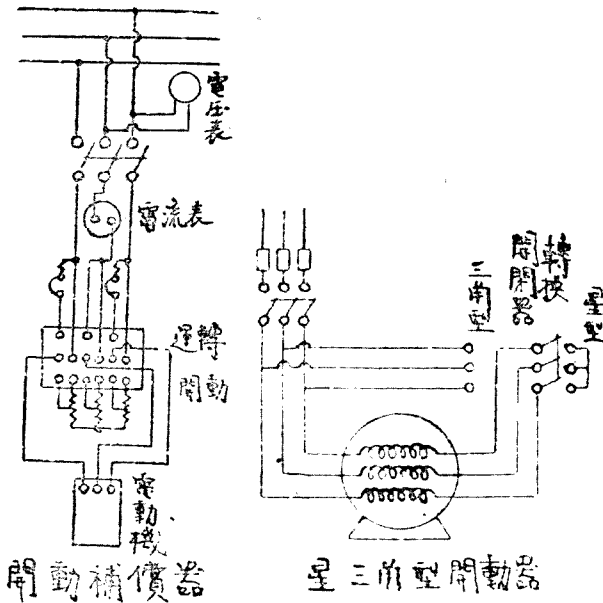 電压表
電流表
運轉
開動
電動機
開動補償器
三角型
轉換
開閉器
星型
星三角型開動器